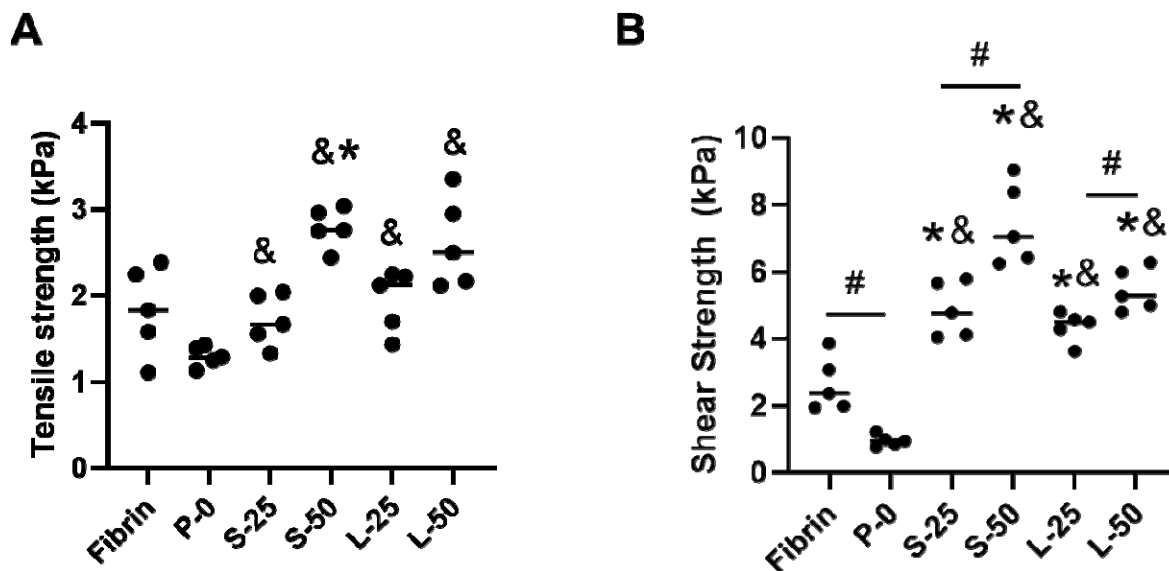 A
Tensile strength (kPa)
4
3
2
1
0
&
&*
&
&
Fibrin
P-0
S-25
S-50
L-25
L-50
B
Shear Strength (kPa)
10
8
6
4
2
0
#
#
#
*&
*&
*&
*&
Fibrin
P-0
S-25
S-50
L-25
L-50